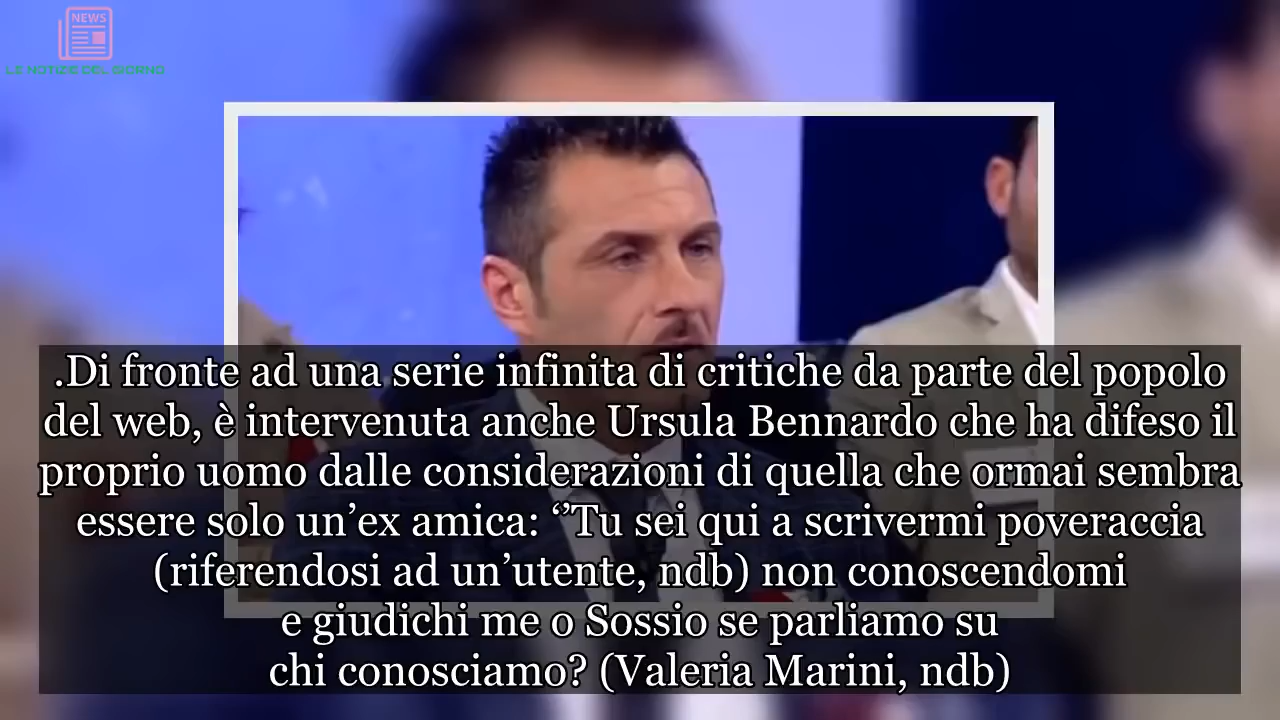 NEWS
LE NOTIZIE DEL GIORNO
.Di fronte ad una serie infinita di critiche da parte del popolo
del web, è intervenuta anche Ursula Bennardo che ha difeso il
proprio uomo dalle considerazioni di quella che ormai sembra
essere solo un’ex amica: ‘’Tu sei qui a scrivermi poveraccia
(riferendosi ad un’utente, ndb) non conoscendomi
e giudichi me o Sossio se parliamo su
chi conosciamo? (Valeria Marini, ndb)